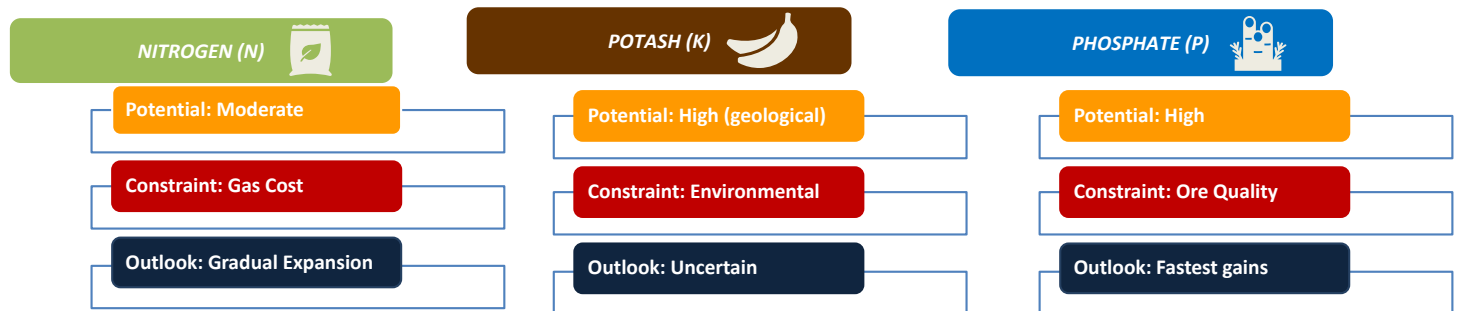 NITROGEN (N)
Potential: Moderate
Constraint: Gas Cost
Outlook: Gradual Expansion
POTASH (K)
Potential: High (geological)
Constraint: Environmental
Outlook: Uncertain
PHOSPHATE (P)
Potential: High
Constraint: Ore Quality
Outlook: Fastest gains